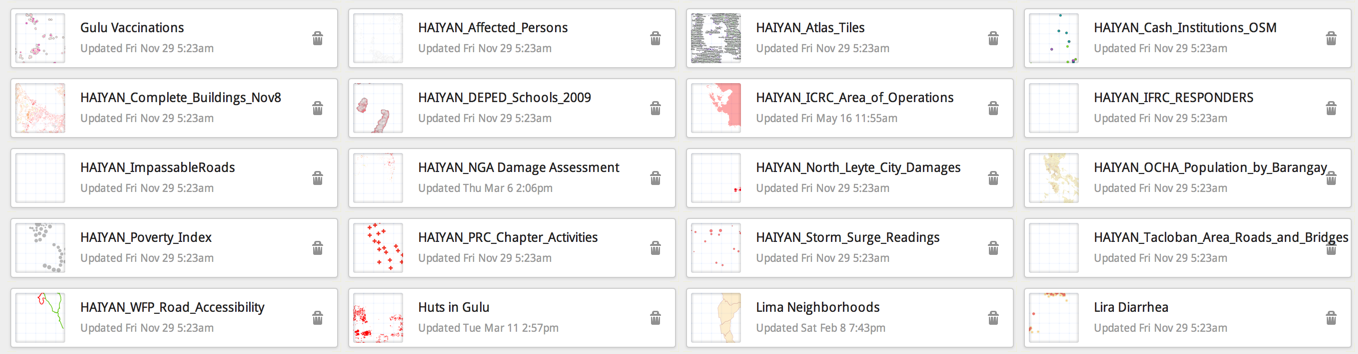 Gulu Vaccinations
Updated Fri Nov 29 5:23am
HAIYAN_Affected_Persons
Updated Fri Nov 29 5:23am
HAIYAN_Atlas_Tiles
Updated Fri Nov 29 5:23am
HAIYAN_Cash_Institutions_OSM
Updated Fri Nov 29 5:23am
HAIYAN_Complete_Buildings_Nov8
Updated Fri Nov 29 5:23am
HAIYAN_DEPED_Schools_2009
Updated Fri Nov 29 5:23am
HAIYAN_ICRC_Area_of_Operations
Updated Fri May 16 11:55am
HAIYAN_IFRC_RESPONDERS
Updated Fri Nov 29 5:23am
HAIYAN_ImpassableRoads
Updated Fri Nov 29 5:23am
HAIYAN_NGA Damage Assessment
Updated Thu Mar 6 2:06pm
HAIYAN_North_Leyte_City_Damages
Updated Fri Nov 29 5:23am
HAIYAN_OCHA_Population_by_Barangay
Updated Fri Nov 29 5:23am
HAIYAN_Poverty_Index
Updated Fri Nov 29 5:23am
HAIYAN_PRC_Chapter_Activities
Updated Fri Nov 29 5:23am
HAIYAN_Storm_Surge_Readings
Updated Fri Nov 29 5:23am
HAIYAN_Tacloban_Area_Roads_and_Bridges
Updated Fri Nov 29 5:23am
HAIYAN_WFP_Road_Accessibility
Updated Fri Nov 29 5:23am
Huts in Gulu
Updated Tue Mar 11 2:57pm
Lima Neighborhoods
Updated Sat Feb 8 7:43pm
Lira Diarrhea
Updated Fri Nov 29 5:23am